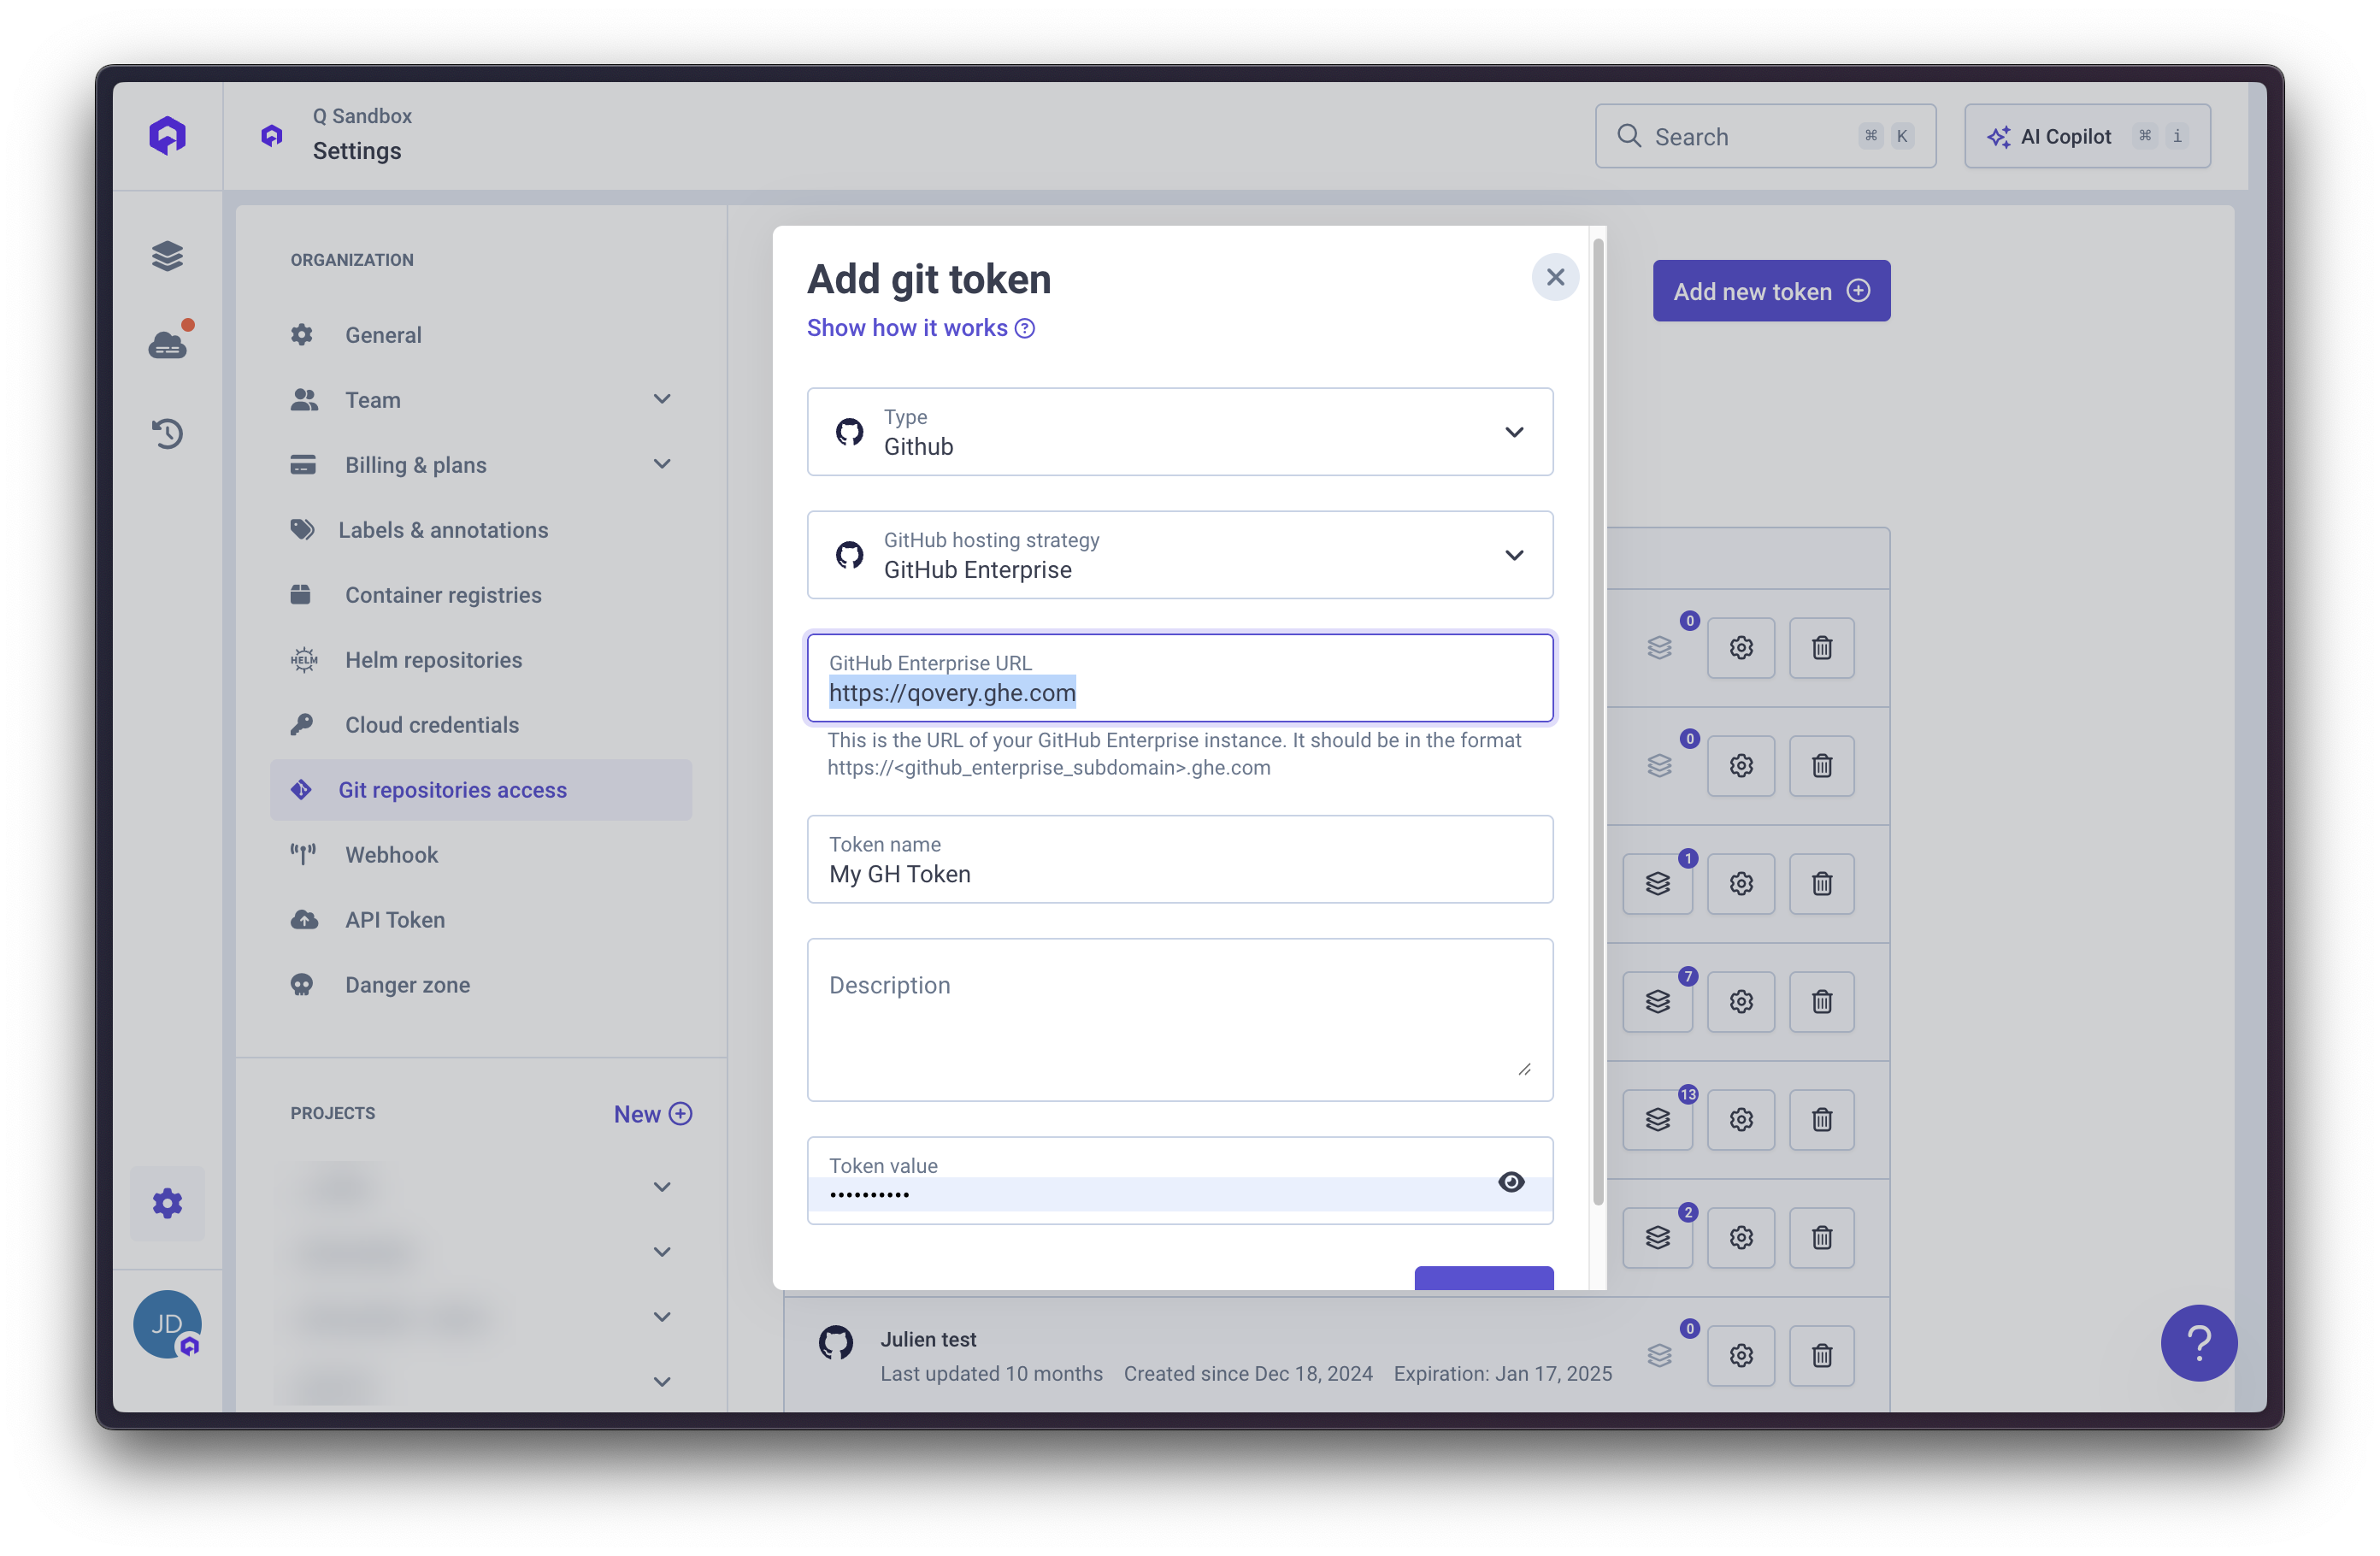 Q Sandbox
Settings
Search
⌘ K
AI Copilot
⌘ i
ORGANIZATION
General
Team
Billing & plans
Labels & annotations
Container registries
HELM
Helm repositories
Cloud credentials
Git repositories access
Webhook
API Token
Danger zone
PROJECTS
New
JD
Add new token
Add git token
Show how it works
Type
Github
GitHub hosting strategy
GitHub Enterprise
GitHub Enterprise URL
https://qovery.ghe.com
This is the URL of your GitHub Enterprise instance. It should be in the format
https://<github_enterprise_subdomain>.ghe.com
Token name
My GH Token
Description
Token value
••••••••••
0
0
1
7
13
2
0
Julien test
Last updated 10 months
Created since Dec 18, 2024
Expiration: Jan 17, 2025
?